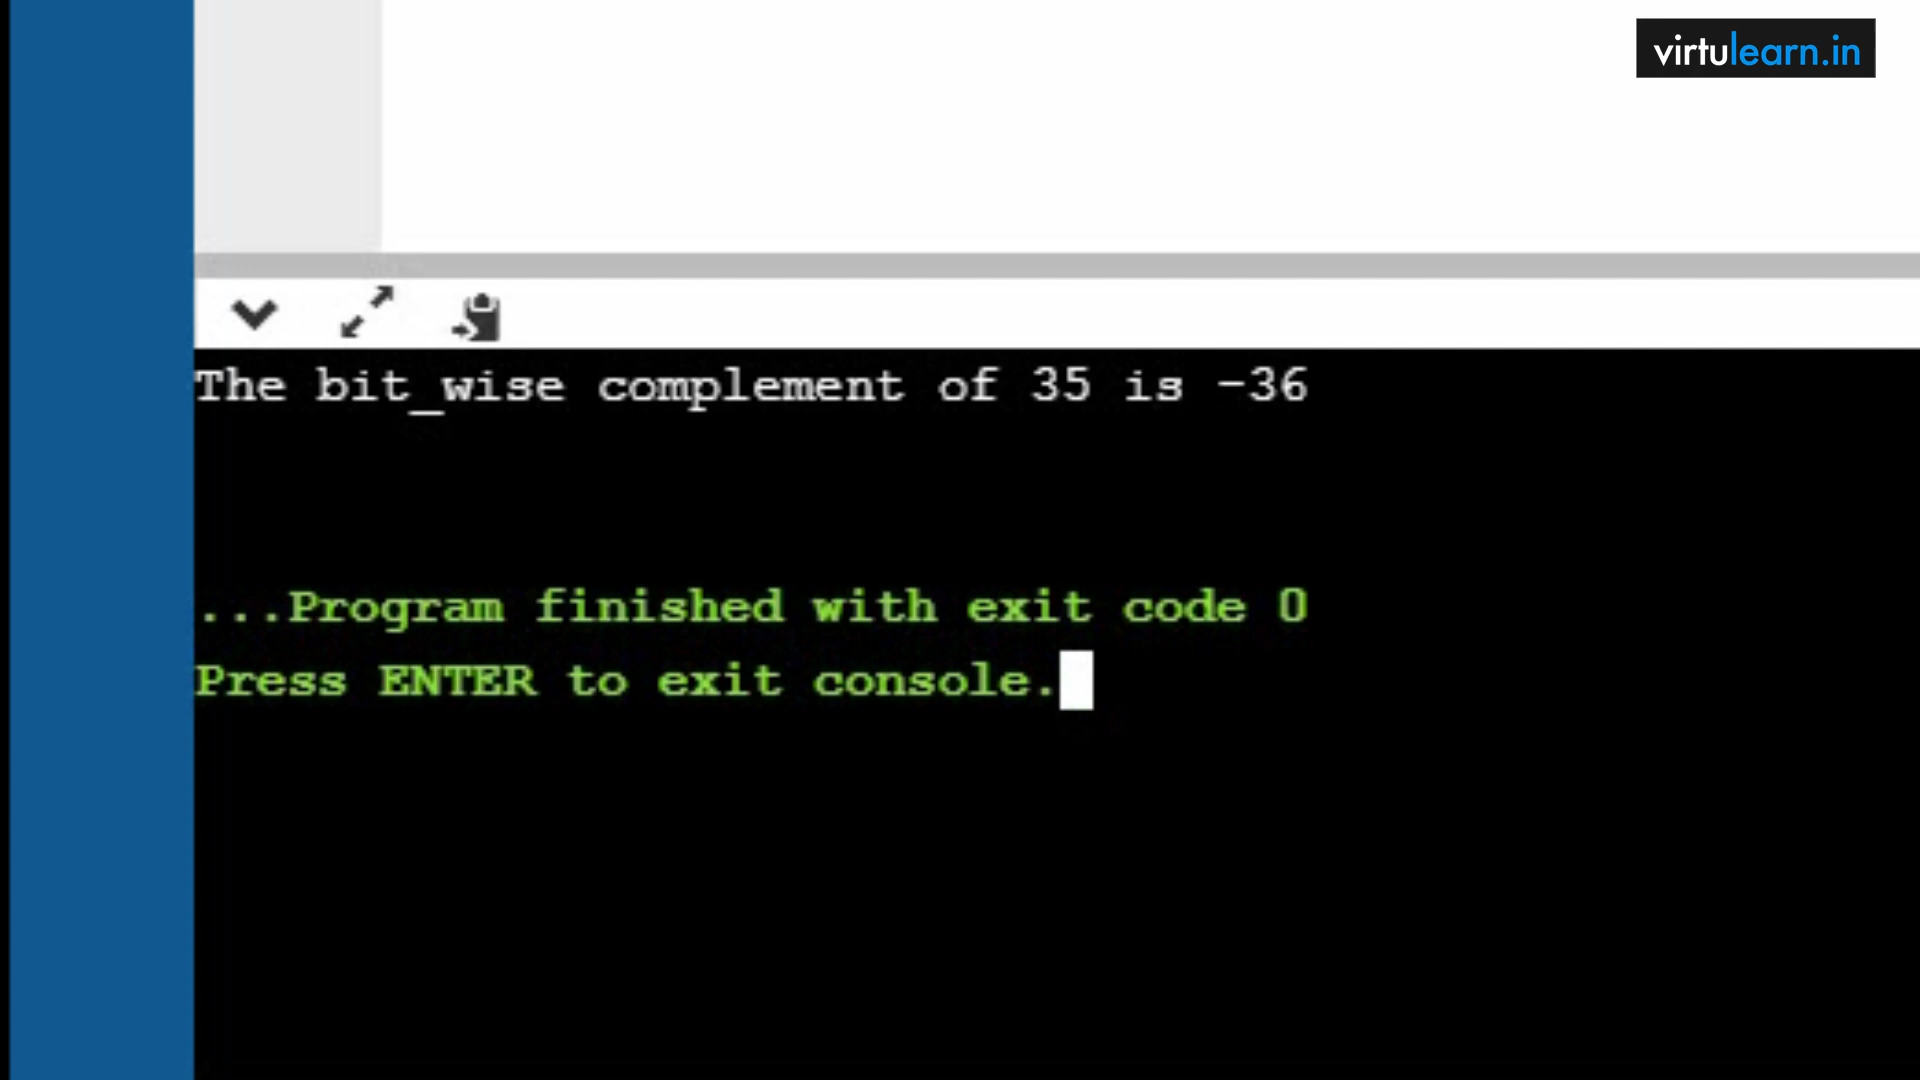 virtulearn.in
The bit_wise complement of 35 is -36
...Program finished with exit code 0
Press ENTER to exit console.